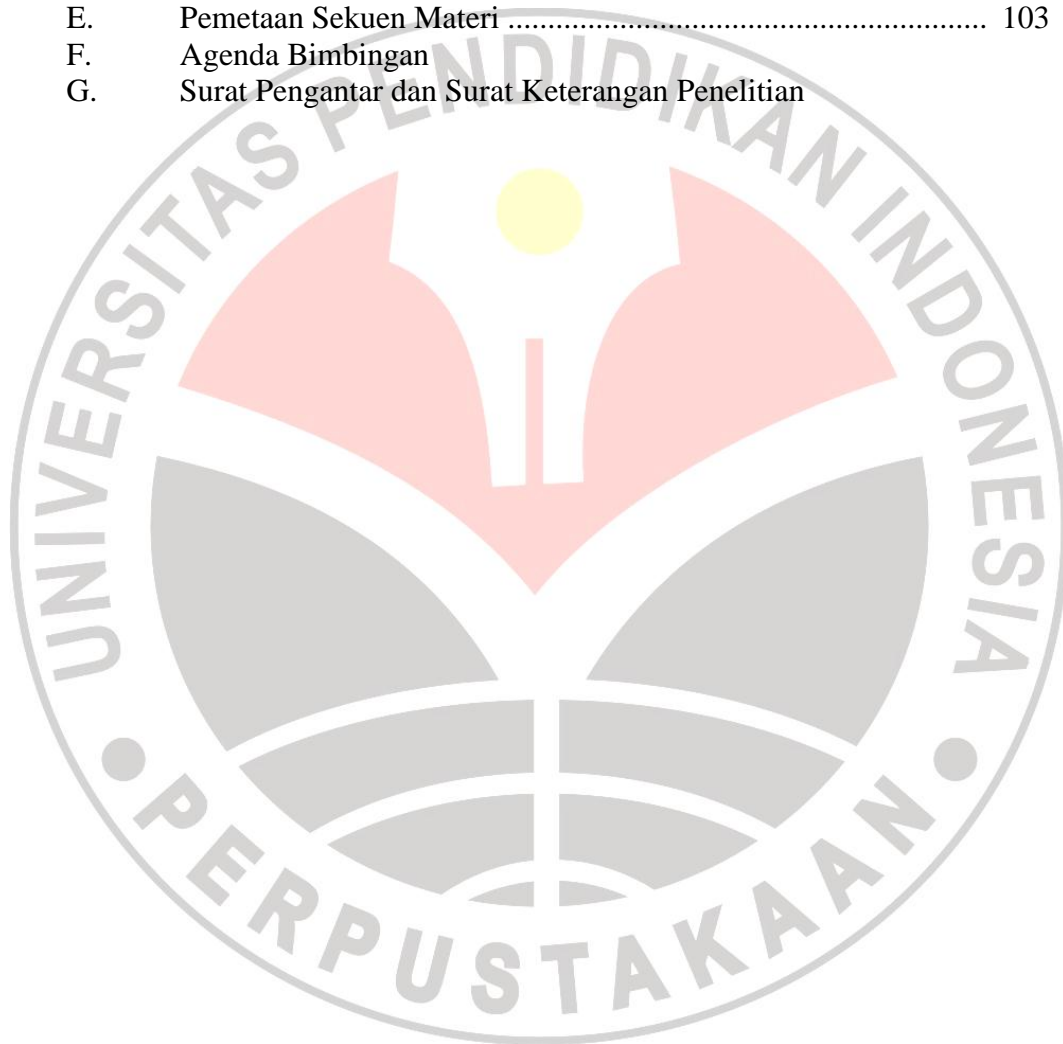 E. Pemetaan Sekuen Materi ............................................................ 103
F. Agenda Bimbingan
G. Surat Pengantar dan Surat Keterangan Penelitian
UNIVERSITAS PENDIDIKAN INDONESIA
PERPUSTAKAAN